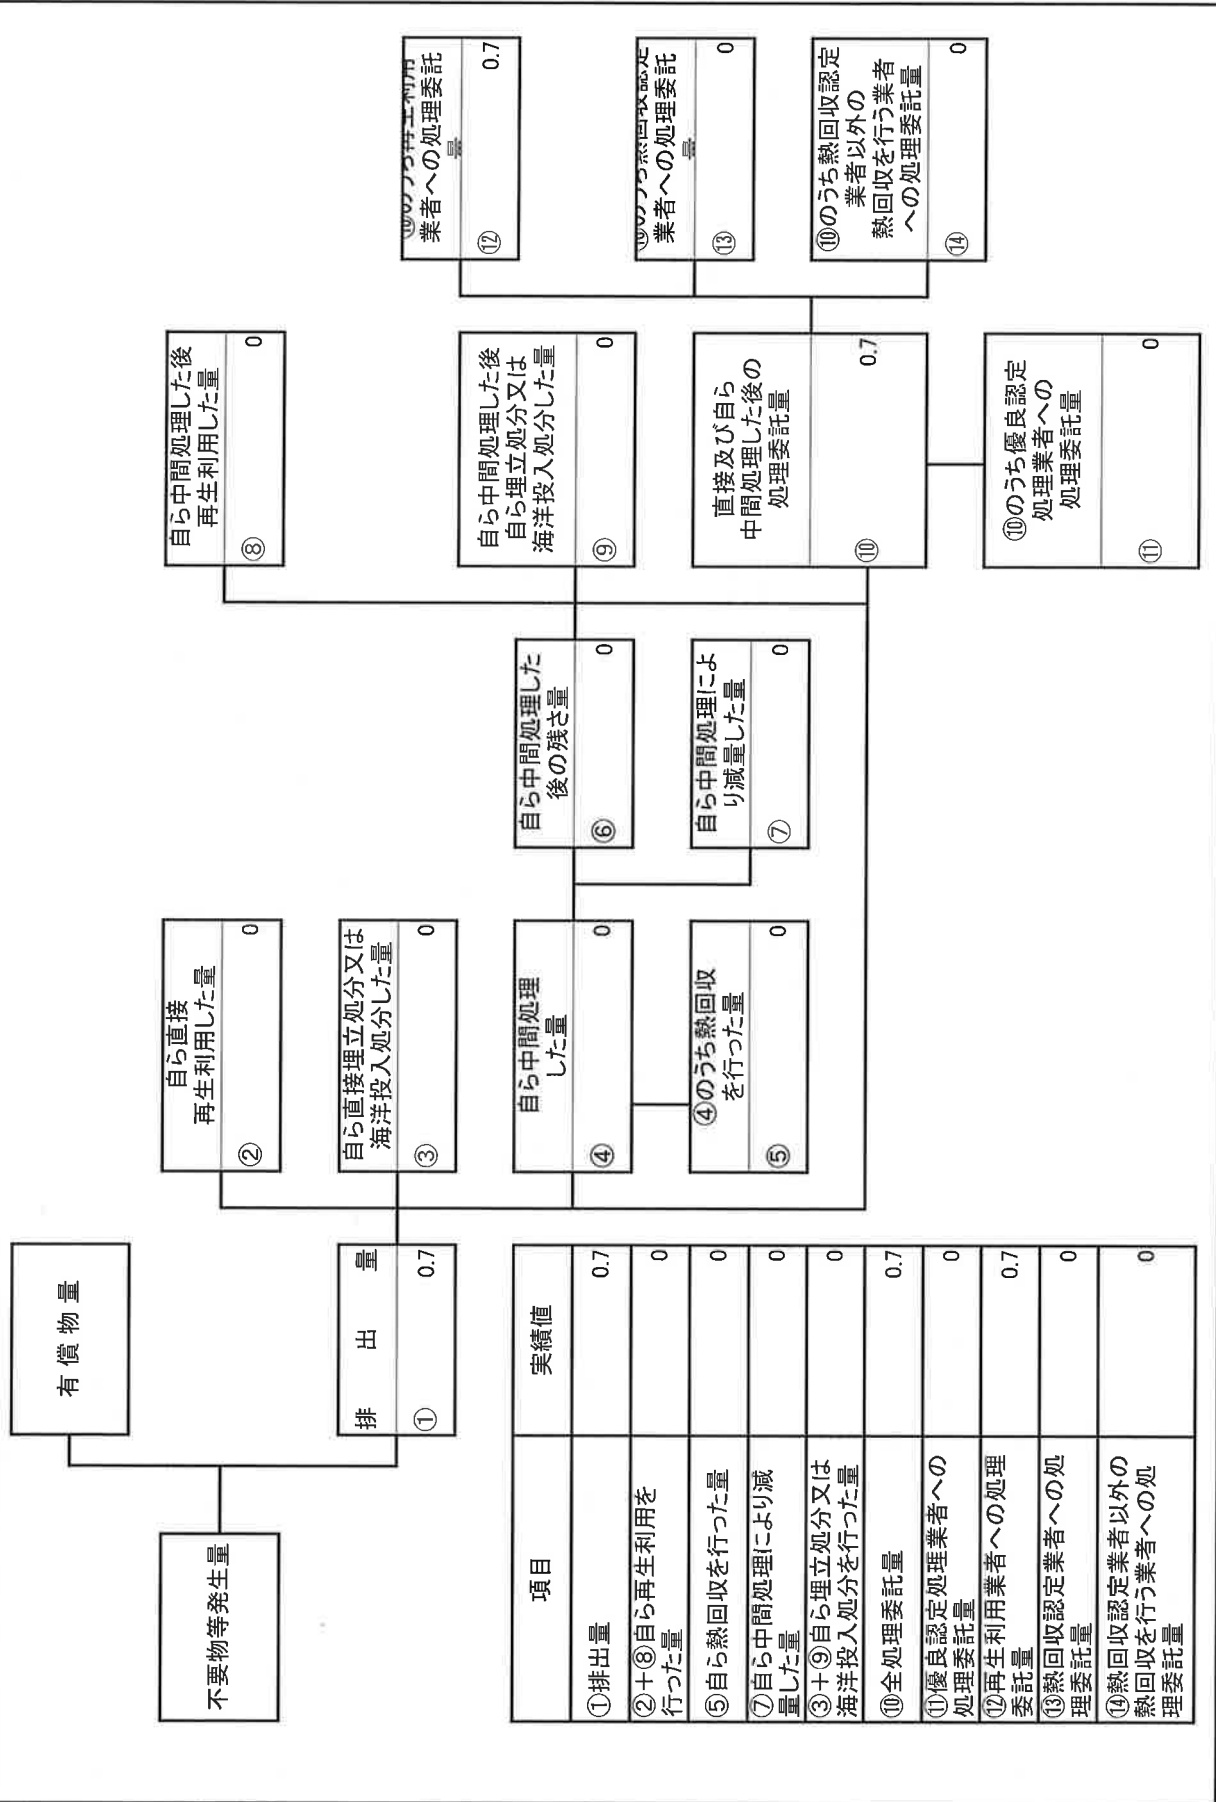 不要物等発生量
有償物量
排出量
① 0.7
自ら直接
再生利用した量
② 0
自ら直接埋立処分又は
海洋投入処分した量
③ 0
自ら中間処理
した量
④ 0
④のうち熱回収
を行った量
⑤ 0
自ら中間処理した
後の残さ量
⑥ 0
自ら中間処理によ
り減量した量
⑦ 0
自ら中間処理した後
再生利用した量
⑧ 0
自ら中間処理した後
自ら埋立処分又は
海洋投入処分した量
⑨ 0
直接及び自ら
中間処理した後の
処理委託量
⑩ 0.7
⑩のうち優良認定
処理業者への
処理委託量
⑪ 0
⑩のうち再生利用
業者への処理委託
量
⑫ 0.7
⑩のうち熱回収認定
業者への処理委託
量
⑬ 0
⑩のうち熱回収認定
業者以外の
熱回収を行う業者
への処理委託量
⑭ 0
項目 実績値
①排出量 0.7
②+⑧自ら再生利用を
行った量 0
⑤自ら熱回収を行った量 0
⑦自ら中間処理により減
量した量 0
③+⑨自ら埋立処分又は
海洋投入処分を行った量 0
⑩全処理委託量 0.7
⑪優良認定処理業者への
処理委託量 0
⑫再生利用業者への処理
委託量 0.7
⑬熱回収認定業者への処
理委託量 0
⑭熱回収認定業者以外の
熱回収を行う業者への処
理委託量 0